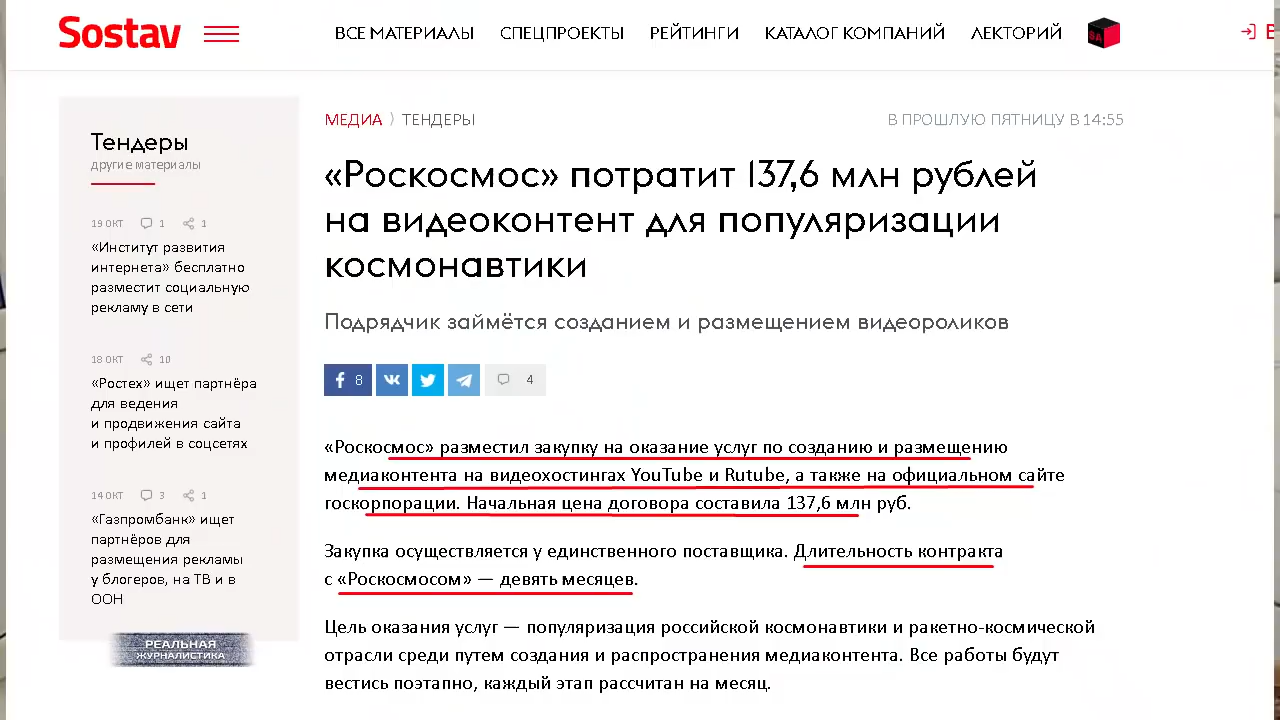 Sostav
ВСЕ МАТЕРИАЛЫ СПЕЦПРОЕКТЫ РЕЙТИНГИ КАТАЛОГ КОМПАНИЙ ЛЕКТОРИЙ
SA
Тендеры
другие материалы
19 ОКТ 1 1
«Институт развития
интернета» бесплатно
разместит социальную
рекламу в сети
18 ОКТ 10
«Ростех» ищет партнёра
для ведения
и продвижения сайта
и профилей в соцсетях
14 ОКТ 3 1
«Газпромбанк» ищет
партнёров для
размещения рекламы
у блогеров, на ТВ и в
ООН
РЕАЛЬНАЯ
ЖУРНАЛИСТИКА
МЕДИА ⟩ ТЕНДЕРЫ
В ПРОШЛУЮ ПЯТНИЦУ В 14:55
«Роскосмос» потратит 137,6 млн рублей
на видеоконтент для популяризации
космонавтики
Подрядчик займётся созданием и размещением видеороликов
8 4
«Роскосмос» разместил закупку на оказание услуг по созданию и размещению
медиаконтента на видеохостингах YouTube и Rutube, а также на официальном сайте
госкорпорации. Начальная цена договора составила 137,6 млн руб.
Закупка осуществляется у единственного поставщика. Длительность контракта
с «Роскосмосом» — девять месяцев.
Цель оказания услуг — популяризация российской космонавтики и ракетно-космической
отрасли среди путем создания и распространения медиаконтента. Все работы будут
вестись поэтапно, каждый этап рассчитан на месяц.